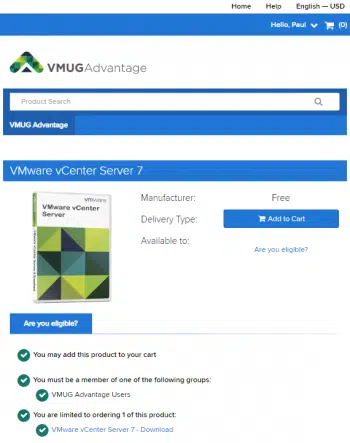 Home Help English — USD
Hello, Paul (0)
VMUGAdvantage
Product Search
VMUG Advantage
VMware vCenter Server 7
vmware
VMware vCenter
Server
Manufacturer: Free
Delivery Type: Add to Cart
Available to: Are you eligible?
Are you eligible?
You may add this product to your cart
You must be a member of one of the following groups:
VMUG Advantage Users
You are limited to ordering 1 of this product:
VMware vCenter Server 7 - Download